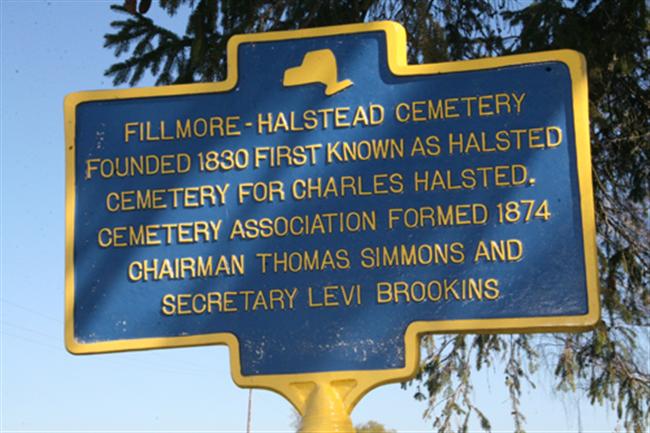 FILLMORE-HALSTEAD CEMETERY
FOUNDED 1830 FIRST KNOWN AS HALSTED
CEMETERY FOR CHARLES HALSTED.
CEMETERY ASSOCIATION FORMED 1874
CHAIRMAN THOMAS SIMMONS AND
SECRETARY LEVI BROOKINS